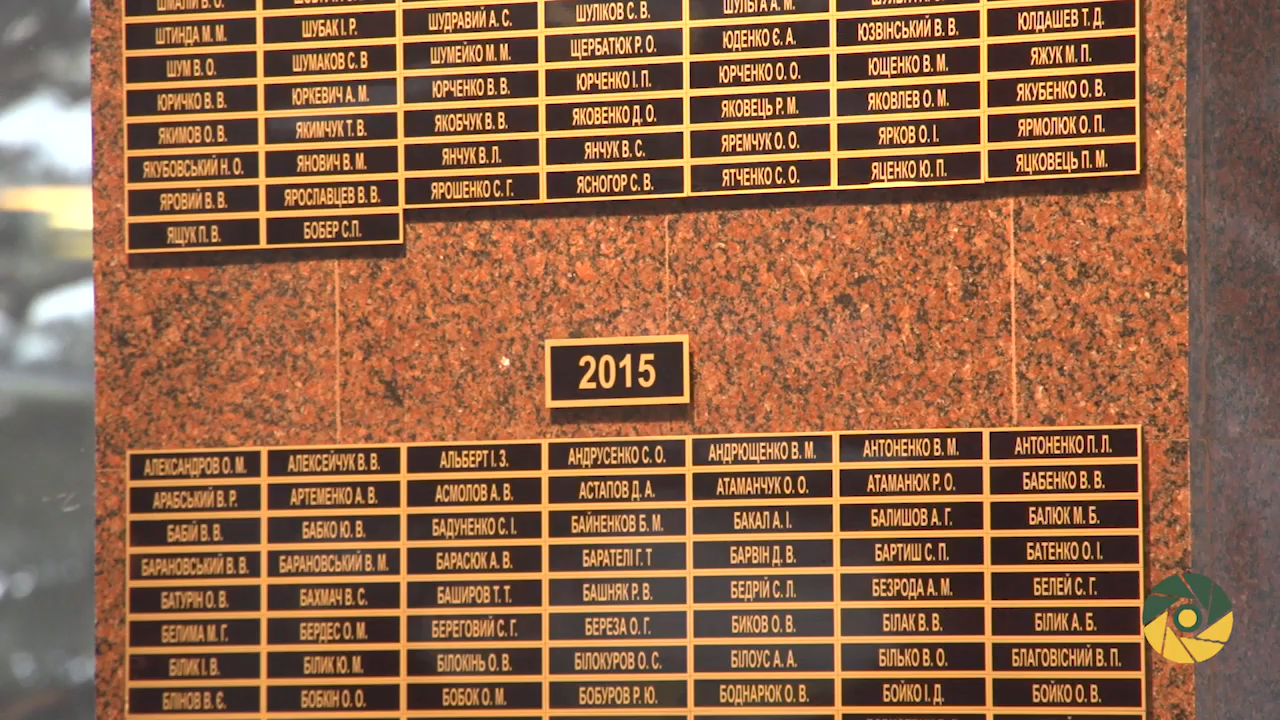 ШМАЛІЙ В. О. ШУЛІКОВ С. В. ШУЛЬГА А. М.
ШТИНДА М. М. ШУБАК І. Р. ШУДРАВИЙ А. С. ЩЕРБАТЮК Р. О. ЮДЕНКО Є. А. ЮЗВІНСЬКИЙ В. В. ЮЛДАШЕВ Т. Д.
ШУМ В. О. ШУМАКОВ С. В ШУМЕЙКО М. М. ЮРЧЕНКО І. П. ЮРЧЕНКО О. О. ЮЩЕНКО В. М. ЯЖУК М. П.
ЮРИЧКО В. В. ЮРКЕВИЧ А. М. ЮРЧЕНКО В. В. ЯКОВЕНКО Д. О. ЯКОВЕЦЬ Р. М. ЯКОВЛЕВ О. М. ЯКУБЕНКО О. В.
ЯКИМОВ О. В. ЯКИМЧУК Т. В. ЯКОБЧУК В. В. ЯНЧУК В. С. ЯРЕМЧУК О. О. ЯРКОВ О. І. ЯРМОЛЮК О. П.
ЯКУБОВСЬКИЙ Н. О. ЯНОВИЧ В. М. ЯНЧУК В. Л. ЯСНОГОР С. В. ЯТЧЕНКО С. О. ЯЦЕНКО Ю. П. ЯЦКОВЕЦЬ П. М.
ЯРОВИЙ В. В. ЯРОСЛАВЦЕВ В. В. ЯРОШЕНКО С. Г.
ЯЩУК П. В. БОБЕР С.П.
2015
АЛЕКСАНДРОВ О. М. АЛЕКСЕЙЧУК В. В. АЛЬБЕРТ І. З. АНДРУСЕНКО С. О. АНДРЮЩЕНКО В. М. АНТОНЕНКО В. М. АНТОНЕНКО П. Л.
АРАБСЬКИЙ В. Р. АРТЕМЕНКО А. В. АСМОЛОВ А. В. АСТАПОВ Д. А. АТАМАНЧУК О. О. АТАМАНЮК Р. О. БАБЕНКО В. В.
БАБІЙ В. В. БАБКО Ю. В. БАДУНЕНКО С. І. БАЙНЕНКОВ Б. М. БАКАЛ А. І. БАЛИШОВ А. Г. БАЛЮК М. Б.
БАРАНОВСЬКИЙ В. В. БАРАНОВСЬКИЙ В. М. БАРАСЮК А. В. БАРАТЕЛІ Г. Т БАРВІН Д. В. БАРТИШ С. П. БАТЕНКО О. І.
БАТУРІН О. В. БАХМАЧ В. С. БАШИРОВ Т. Т. БАШНЯК Р. В. БЕДРІЙ С. Л. БЕЗРОДА А. М. БЕЛЕЙ С. Г.
БЕЛИМА М. Г. БЕРДЕС О. М. БЕРЕГОВИЙ С. Г. БЕРЕЗА О. Г. БИКОВ О. В. БІЛАК В. В. БІЛИК А. Б.
БІЛИК І. В. БІЛИК Ю. М. БІЛОКІНЬ О. В. БІЛОКУРОВ О. С. БІЛОУС А. А. БІЛЬКО В. О. БЛАГОВІСНИЙ В. П.
БЛІНОВ В. Є. БОБКІН О. О. БОБОК О. М. БОБУРОВ Р. Ю. БОДНАРЮК О. В. БОЙКО І. Д. БОЙКО О. В.